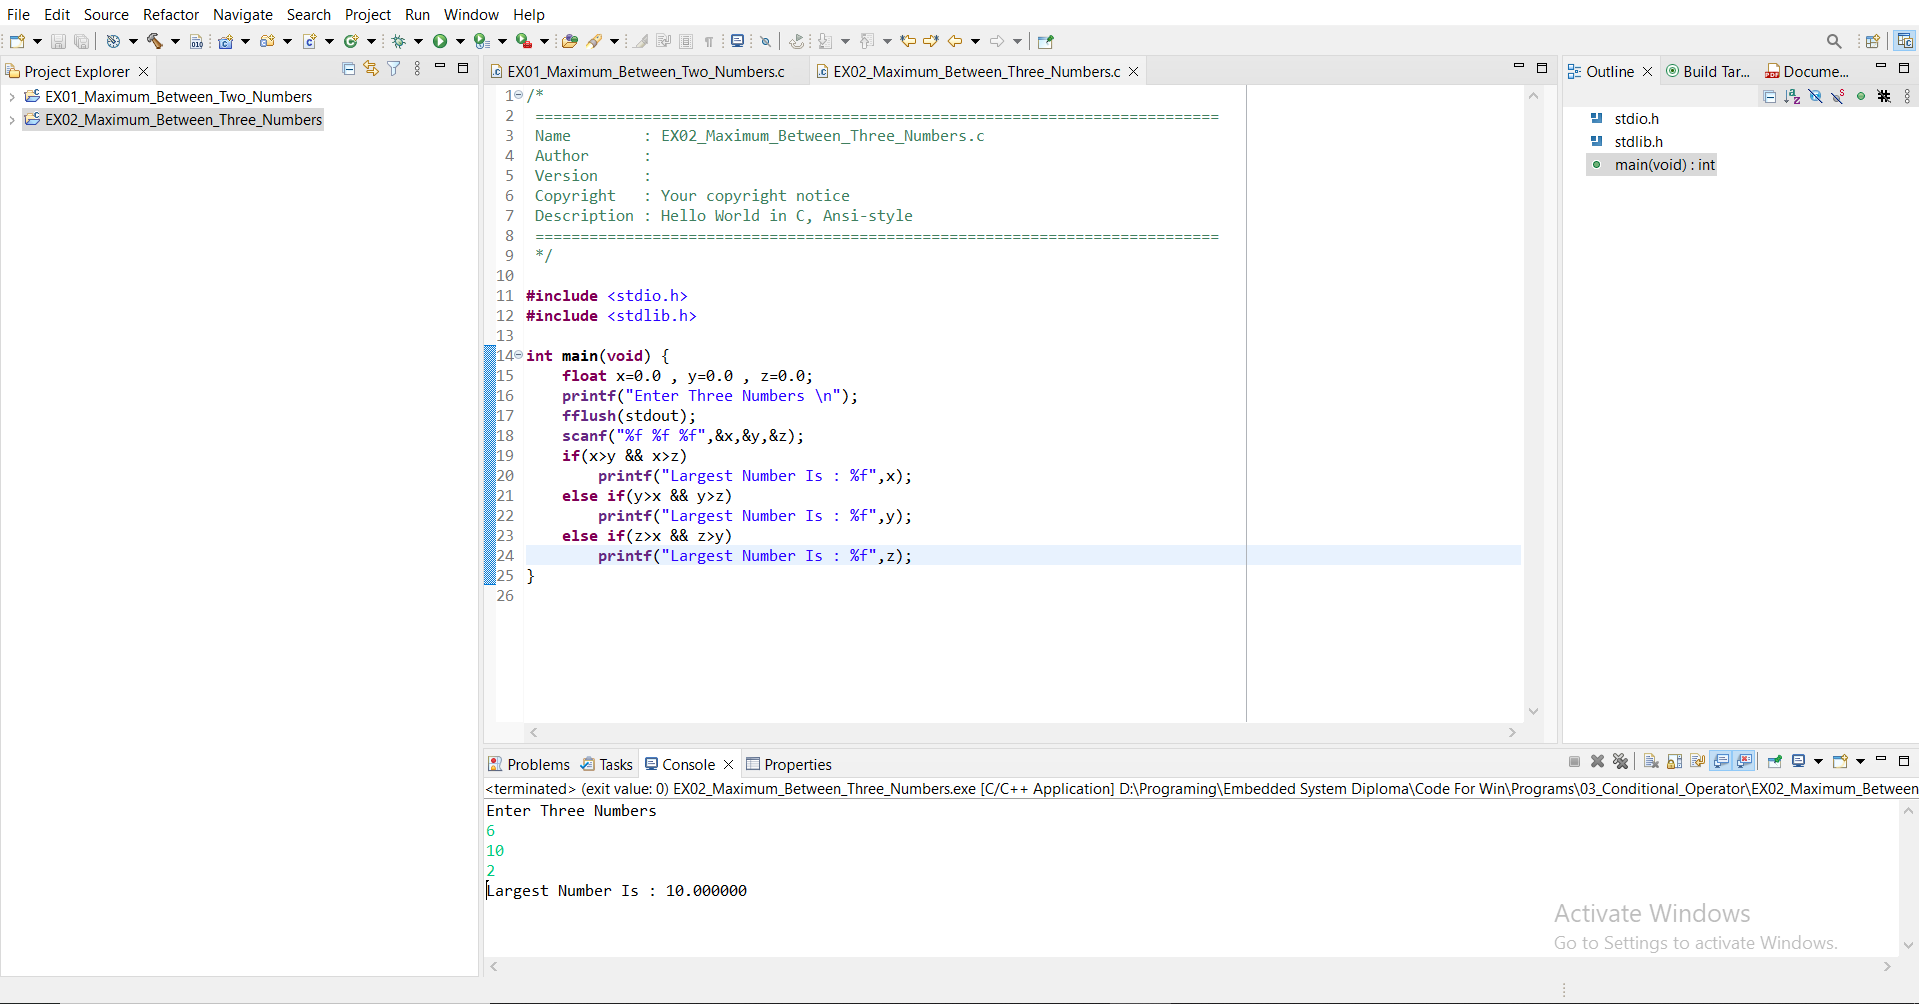 File Edit Source Refactor Navigate Search Project Run Window Help
Project Explorer
EX01_Maximum_Between_Two_Numbers
EX02_Maximum_Between_Three_Numbers
EX01_Maximum_Between_Two_Numbers.c EX02_Maximum_Between_Three_Numbers.c
1 /*
2 ============================================================================
3 Name        : EX02_Maximum_Between_Three_Numbers.c
4 Author      :
5 Version     :
6 Copyright   : Your copyright notice
7 Description : Hello World in C, Ansi-style
8 ============================================================================
9 */
10
11 #include <stdio.h>
12 #include <stdlib.h>
13
14 int main(void) {
15     float x=0.0 , y=0.0 , z=0.0;
16     printf("Enter Three Numbers \n");
17     fflush(stdout);
18     scanf("%f %f %f",&x,&y,&z);
19     if(x>y && x>z)
20         printf("Largest Number Is : %f",x);
21     else if(y>x && y>z)
22         printf("Largest Number Is : %f",y);
23     else if(z>x && z>y)
24         printf("Largest Number Is : %f",z);
25 }
26
Outline Build Tar... Docume...
stdio.h
stdlib.h
main(void) : int
Problems Tasks Console Properties
<terminated> (exit value: 0) EX02_Maximum_Between_Three_Numbers.exe [C/C++ Application] D:\Programing\Embedded System Diploma\Code For Win\Programs\03_Conditional_Operator\EX02_Maximum_Between
Enter Three Numbers
6
10
2
Largest Number Is : 10.000000
Activate Windows
Go to Settings to activate Windows.